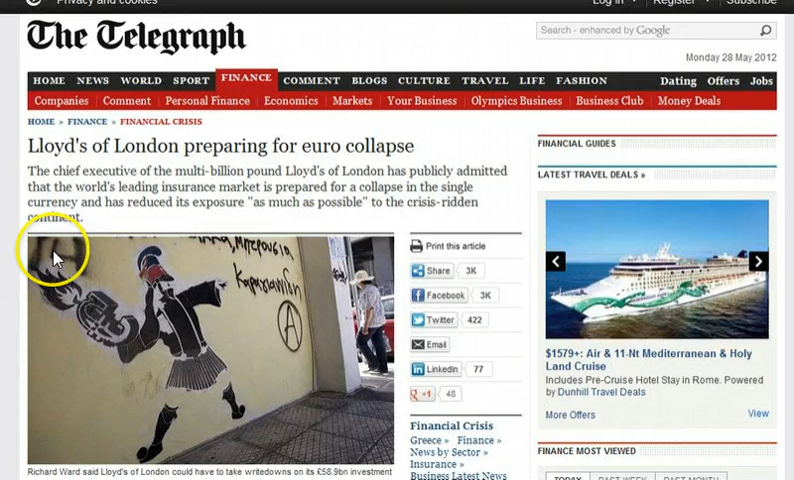 Privacy and cookies
Log in
Register
Subscribe
The Telegraph
Search - enhanced by Google
Monday 28 May 2012
HOME NEWS WORLD SPORT FINANCE COMMENT BLOGS CULTURE TRAVEL LIFE FASHION Dating Offers Jobs
Companies Comment Personal Finance Economics Markets Your Business Olympics Business Business Club Money Deals
HOME » FINANCE » FINANCIAL CRISIS
Lloyd's of London preparing for euro collapse
The chief executive of the multi-billion pound Lloyd's of London has publicly admitted
that the world's leading insurance market is prepared for a collapse in the single
currency and has reduced its exposure "as much as possible" to the crisis-ridden
continent.
A
Richard Ward said Lloyd's of London could have to take writedowns on its £58.9bn investment
Print this article
Share 3K
Facebook 3K
Twitter 422
Email
LinkedIn 77
+1 48
Financial Crisis
Greece » Finance »
News by Sector »
Insurance »
Business Latest News
FINANCIAL GUIDES
LATEST TRAVEL DEALS »
$1579+: Air & 11-Nt Mediterranean & Holy
Land Cruise
Includes Pre-Cruise Hotel Stay in Rome. Powered
by Dunhill Travel Deals
More Offers View
FINANCE MOST VIEWED
TODAY PAST WEEK PAST MONTH